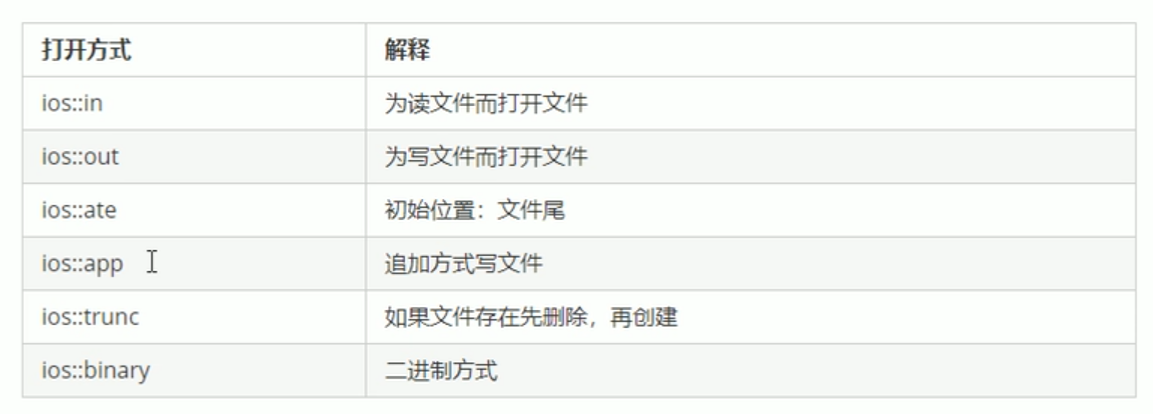 打开方式 解释
ios::in 为读文件而打开文件
ios::out 为写文件而打开文件
ios::ate 初始位置：文件尾
ios::app 追加方式写文件
ios::trunc 如果文件存在先删除，再创建
ios::binary 二进制方式